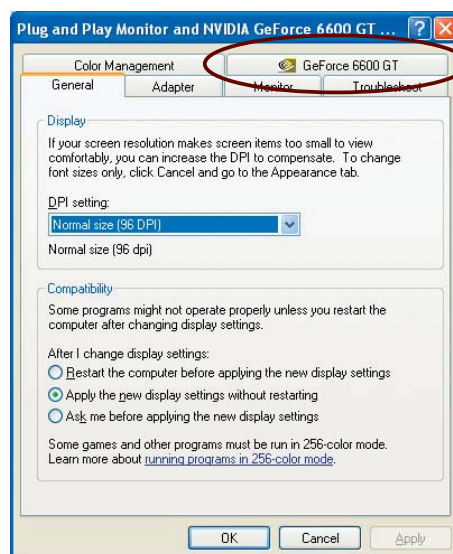 Plug and Play Monitor and NVIDIA GeForce 6600 GT ...
Color Management
GeForce 6600 GT
General
Adapter
Monitor
Troubleshoot
Display
If your screen resolution makes screen items too small to view
comfortably, you can increase the DPI to compensate. To change
font sizes only, click Cancel and go to the Appearance tab.
DPI setting:
Normal size (96 DPI)
Normal size (96 dpi)
Compatibility
Some programs might not operate properly unless you restart the
computer after changing display settings.
After I change display settings:
Restart the computer before applying the new display settings
Apply the new display settings without restarting
Ask me before applying the new display settings
Some games and other programs must be run in 256-color mode.
Learn more about running programs in 256-color mode.
OK
Cancel
Apply